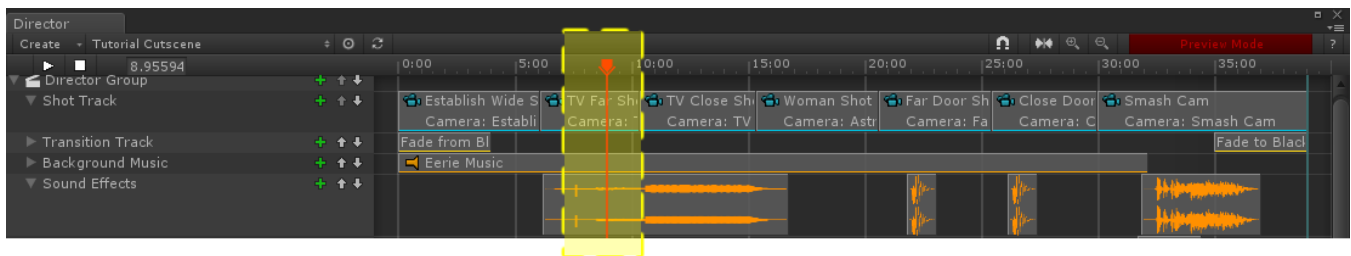 Director
Create Tutorial Cutscene Preview Mode ?
8.95594 0:00 5:00 10:00 15:00 20:00 25:00 30:00 35:00
Director Group
Shot Track Establish Wide S TV Far Sho TV Close Sh Woman Shot Far Door Sh Close Door Smash Cam
Camera: Establi Camera: T Camera: TV Camera: Astr Camera: Fa Camera: C Camera: Smash Cam
Transition Track Fade from Bl Fade to Black
Background Music Eerie Music
Sound Effects